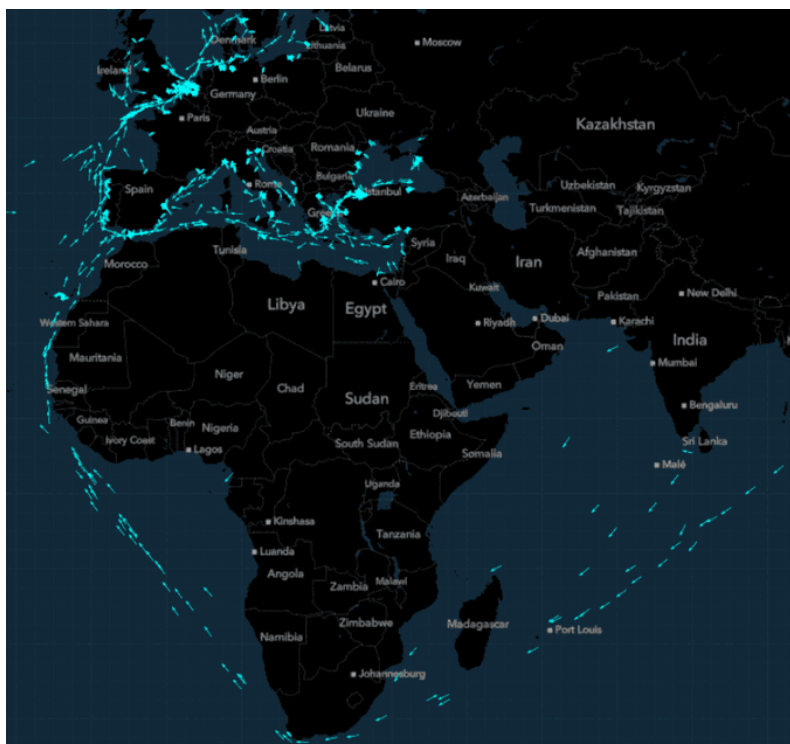 Latvia
Moscow
Denmark
Lithuania
Ireland
Belarus
Berlin
Germany
Ukraine
Paris
Kazakhstan
Austria
Croatia
Romania
Bulgaria
Spain
Rome
Istanbul
Uzbekistan
Kyrgyzstan
Azerbaijan
Turkmenistan
Tajikistan
Greece
Tunisia
Syria
Iraq
Iran
Afghanistan
Morocco
Cairo
Kuwait
Pakistan
New Delhi
Libya
Egypt
Western Sahara
Riyadh
Dubai
Karachi
Oman
India
Mauritania
Mumbai
Niger
Chad
Sudan
Eritrea
Yemen
Senegal
Bengaluru
Djibouti
Guinea
Benin
Nigeria
Ivory Coast
South Sudan
Ethiopia
Sri Lanka
Lagos
Somalia
Malé
Uganda
Kinshasa
Tanzania
Luanda
Angola
Malawi
Zambia
Zimbabwe
Madagascar
Port Louis
Namibia
Johannesburg